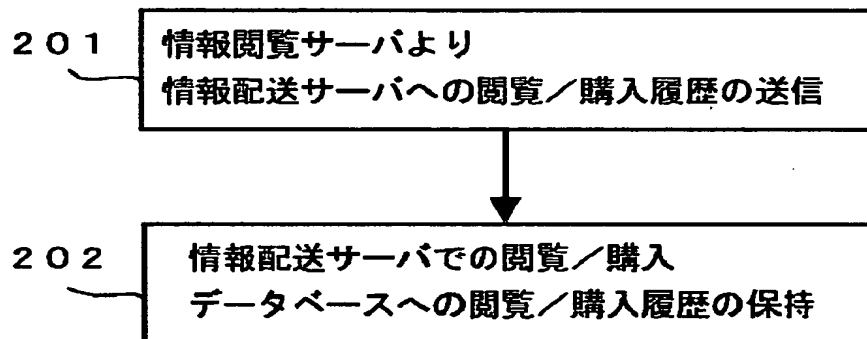 201 情報閲覧サーバより
情報配送サーバへの閲覧／購入履歴の送信
202 情報配送サーバでの閲覧／購入
データベースへの閲覧／購入履歴の保持